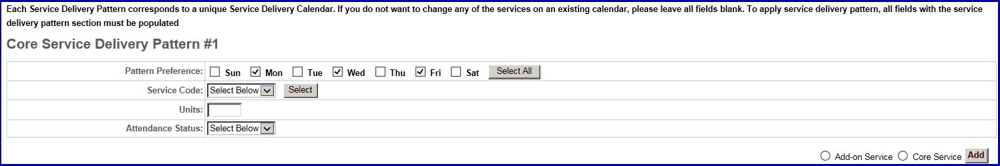 Each Service Delivery Pattern corresponds to a unique Service Delivery Calendar. If you do not want to change any of the services on an existing calendar, please leave all fields blank. To apply service delivery pattern, all fields with the service
delivery pattern section must be populated
Core Service Delivery Pattern #1
Pattern Preference: Sun Mon Tue Wed Thu Fri Sat Select All
Service Code: Select Below Select
Units:
Attendance Status: Select Below
Add-on Service Core Service Add